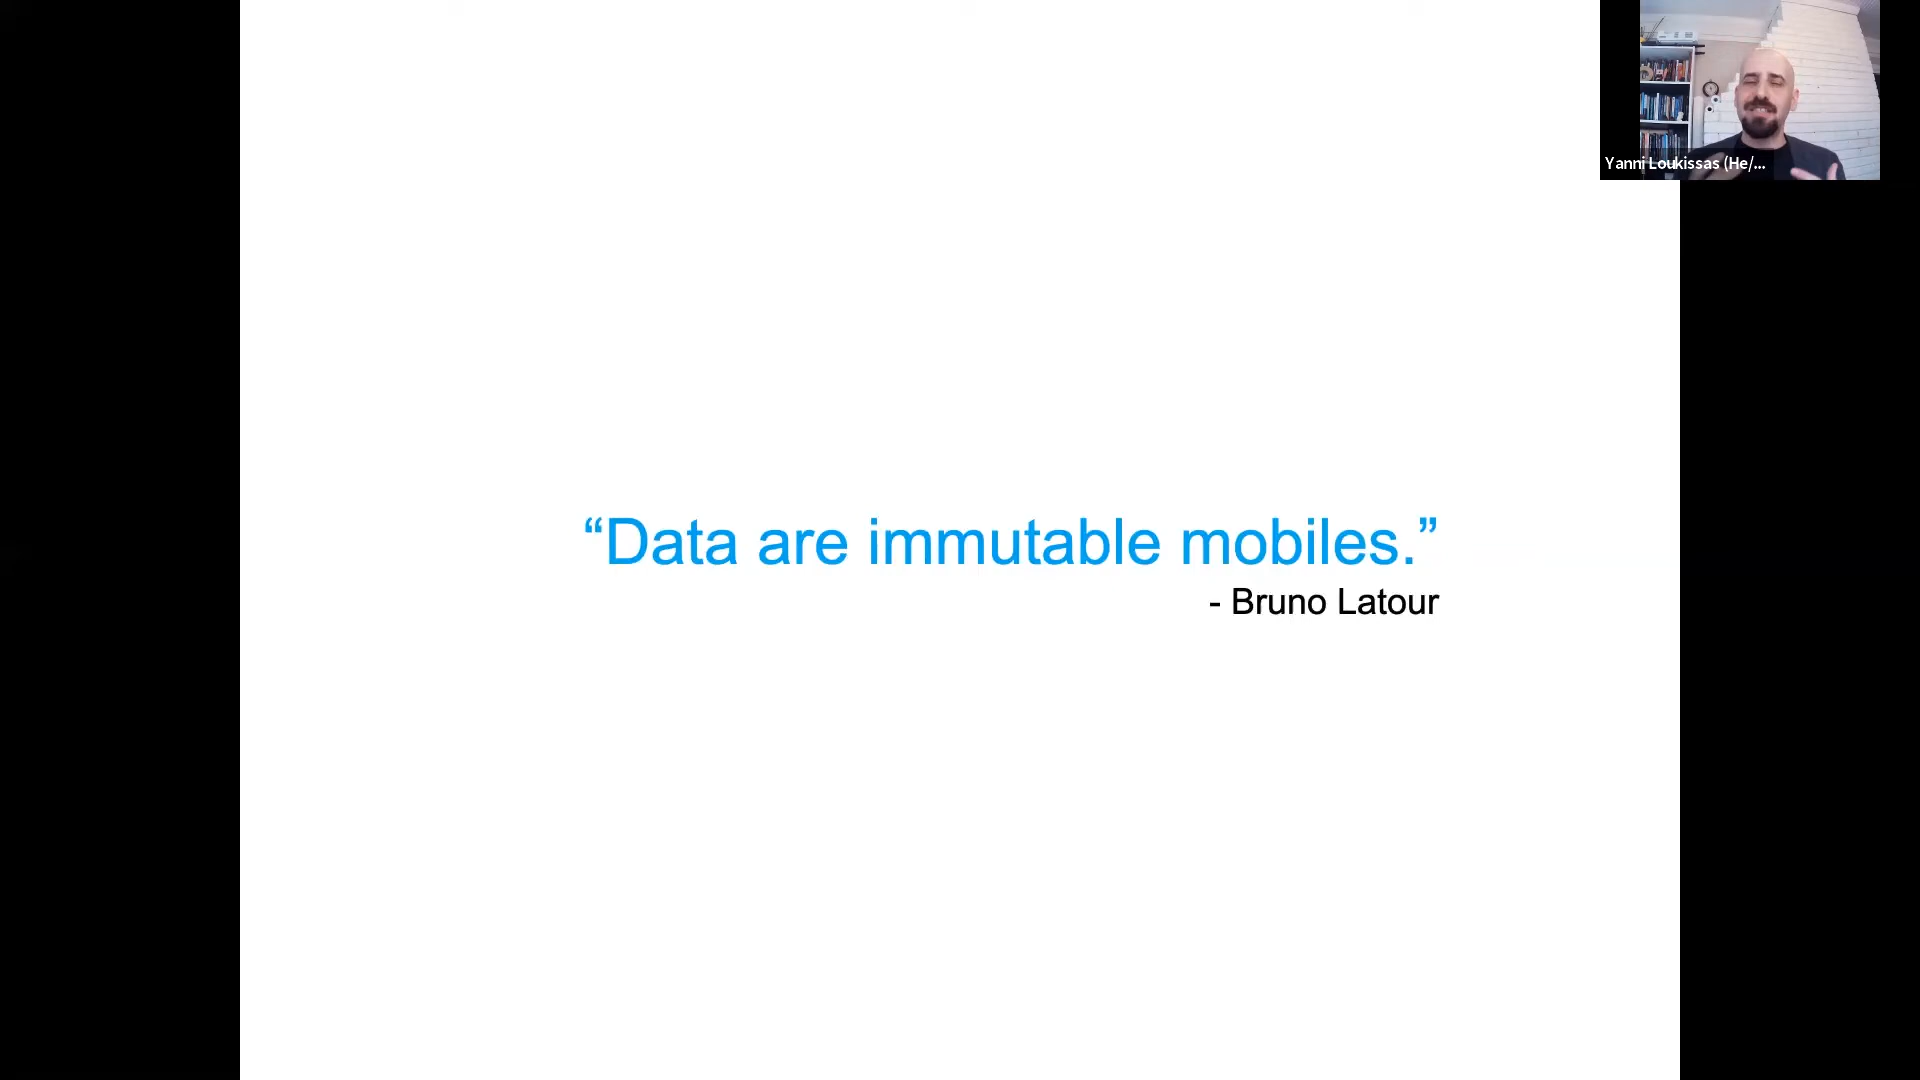 Yanni Loukissas (He/...
“Data are immutable mobiles.”
- Bruno Latour